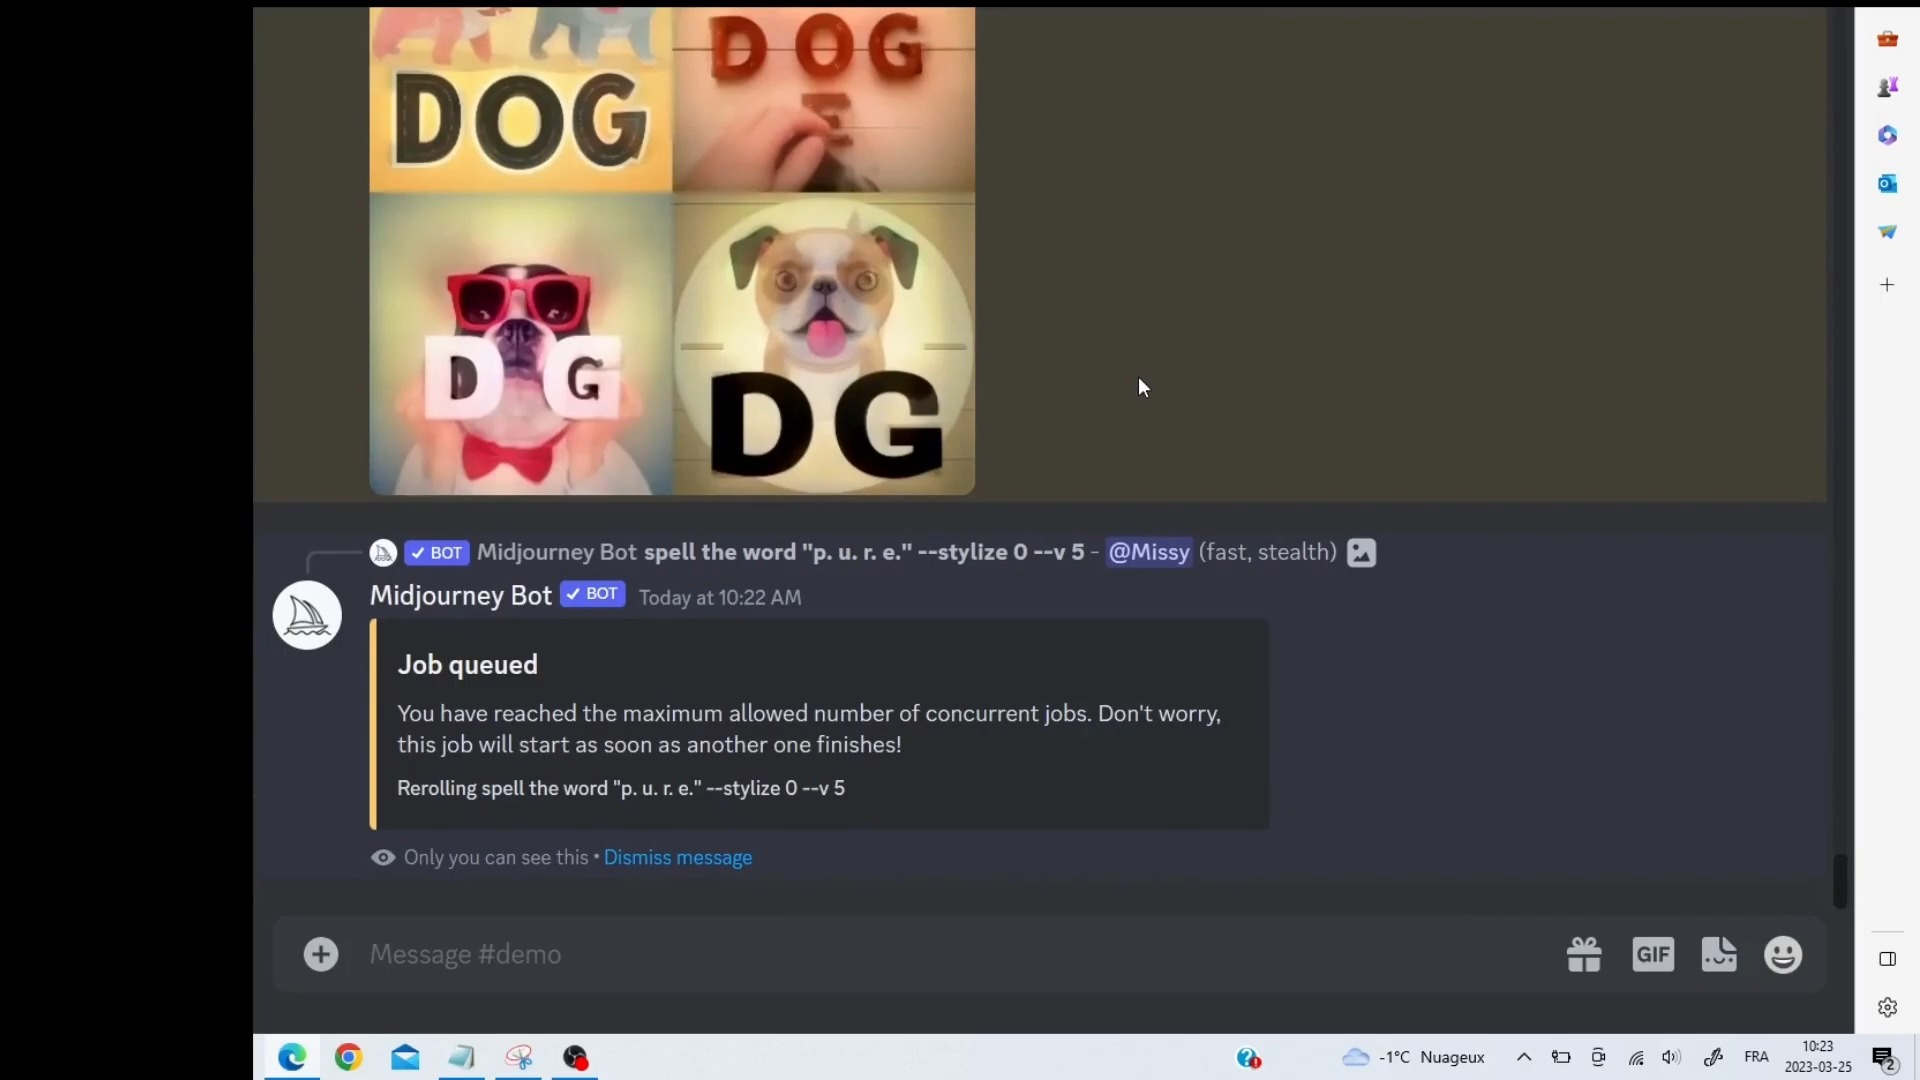 DOG
DOG
E
D G
DG
BOT Midjourney Bot spell the word "p. u. r. e." --stylize 0 --v 5 - @Missy (fast, stealth)
Midjourney Bot BOT Today at 10:22 AM
Job queued
You have reached the maximum allowed number of concurrent jobs. Don't worry,
this job will start as soon as another one finishes!
Rerolling spell the word "p. u. r. e." --stylize 0 --v 5
Only you can see this • Dismiss message
Message #demo
GIF
-1°C Nuageux
FRA
10:23
2023-03-25
2